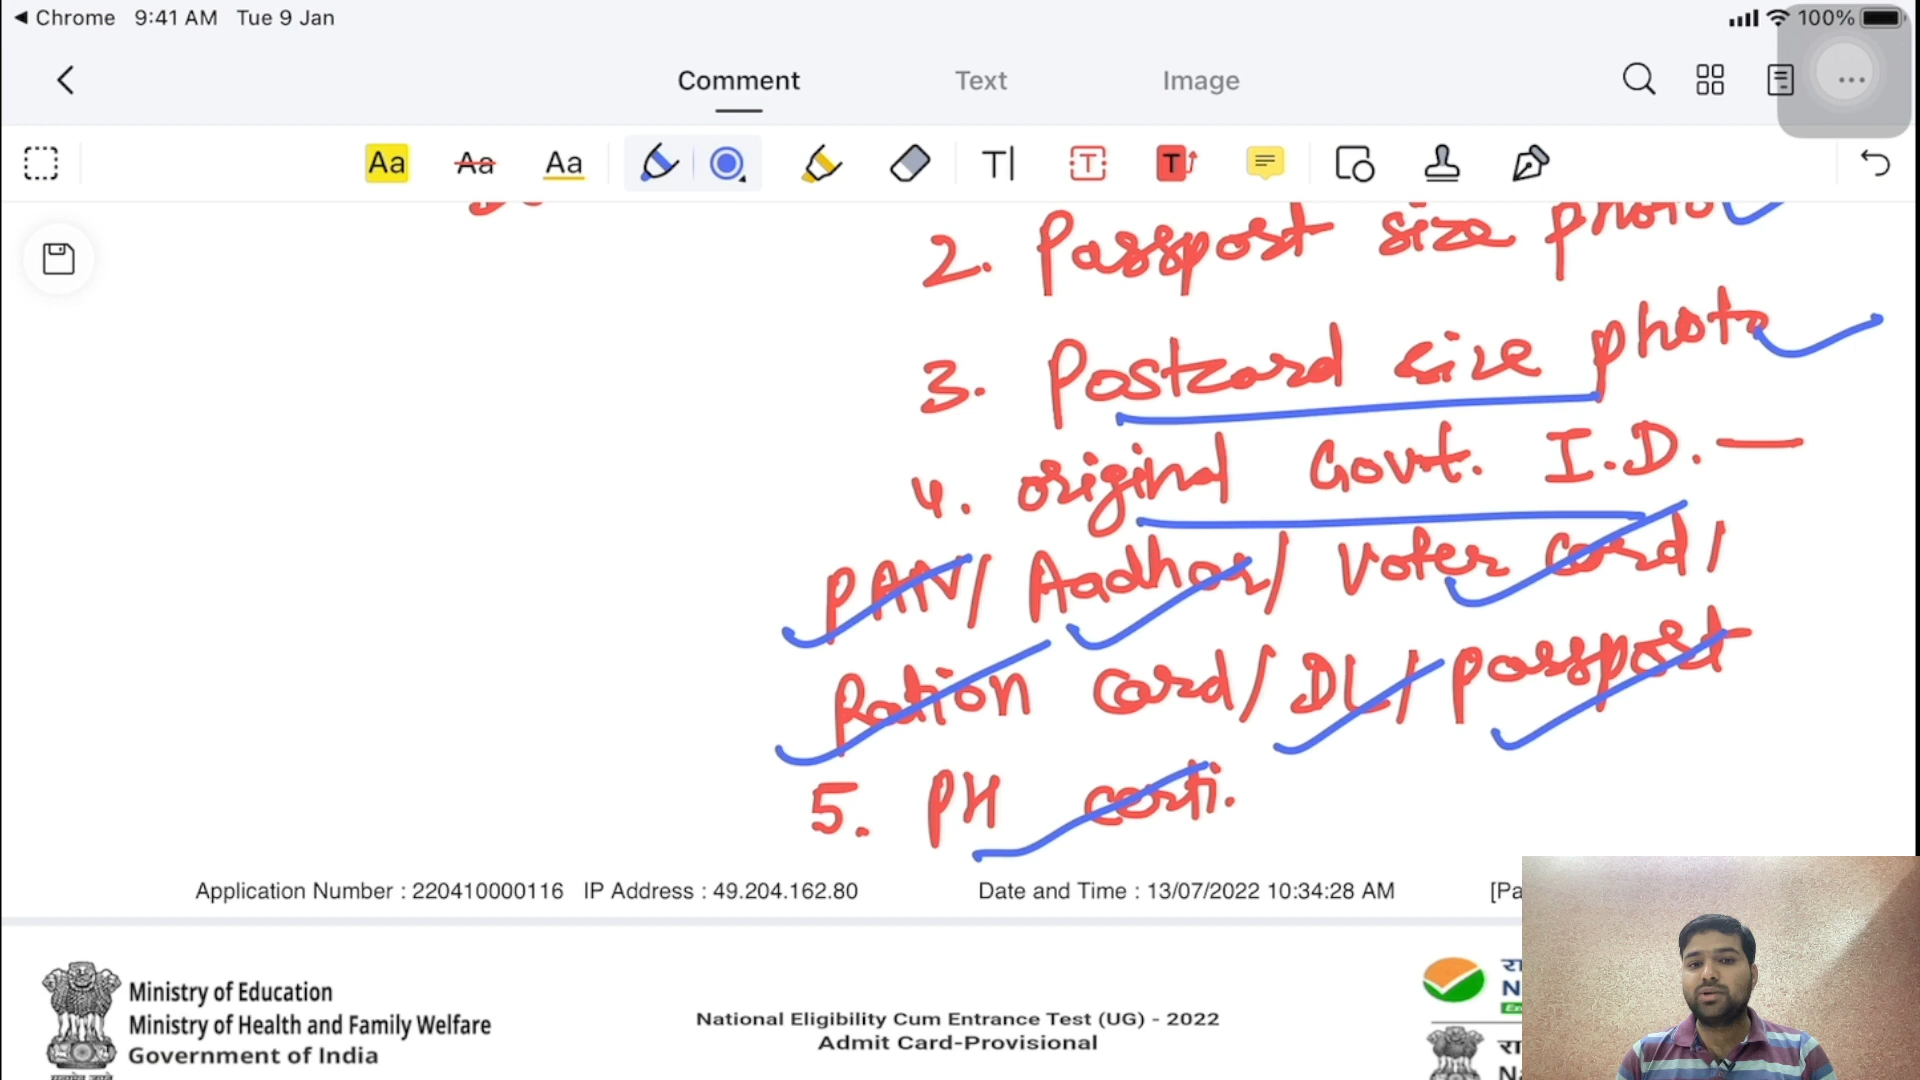 Chrome 9:41 AM Tue 9 Jan
100%
Comment Text Image
Aa Aa Aa T T T
2. Passport size photo
3. Postcard size photo
4. original Govt. I.D. —
PAN/ Aadhar/ Voter Card/
Ration card/ DL/ Passport
5. PH certi.
Application Number : 220410000116 IP Address : 49.204.162.80 Date and Time : 13/07/2022 10:34:28 AM [Pa
Ministry of Education
Ministry of Health and Family Welfare
Government of India
National Eligibility Cum Entrance Test (UG) - 2022
Admit Card-Provisional